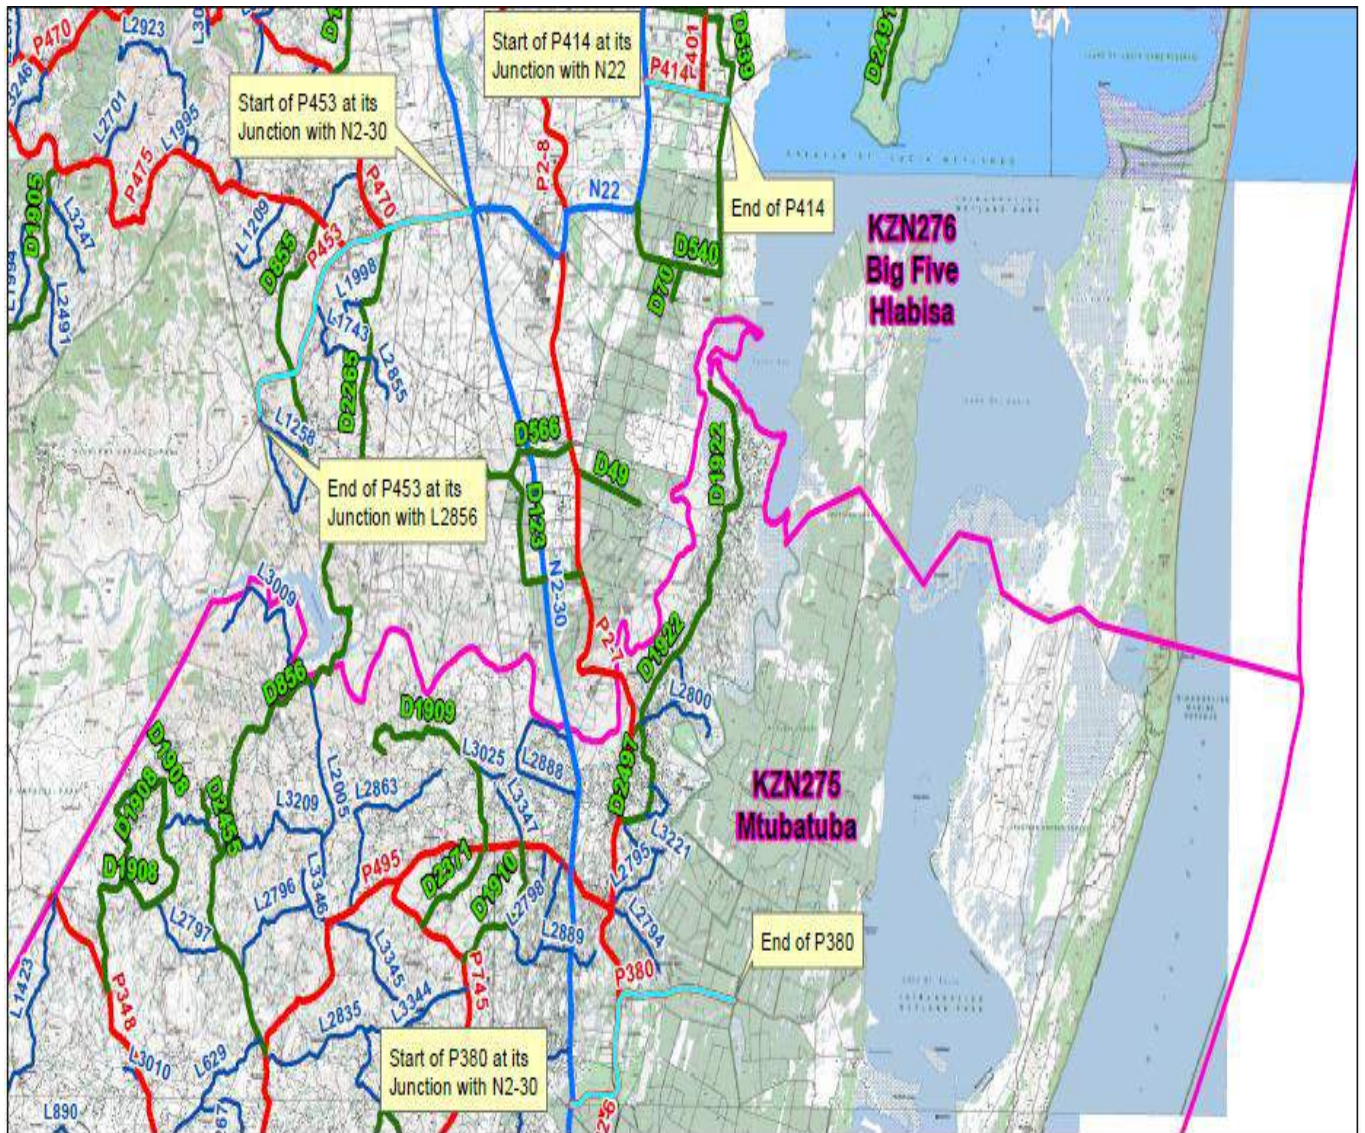 P470
L2923
D539
P401
D2491
Start of P414 at its
Junction with N22
P414
L3246
Start of P453 at its
Junction with N2-30
L2701
L1995
P475
P2-8
P470
N22
End of P414
D1905
L3247
L1209
D855
P453
D540
D70
KZN276
Big Five
Hlabisa
L1994
L2491
L1998
L1743
L2855
D2265
L1258
D566
D49
D1922
End of P453 at its
Junction with L2856
D123
N2-30
L3009
P2-7
D1922
D856
L2800
D1909
D1908
D1908
L3025
L2888
D2497
L2005
L2863
L3209
D2455
L3347
KZN275
Mtubatuba
L3221
L2795
D1908
P495
D2371
D1910
L2796
L3346
L2798
L2797
L2889
L2794
End of P380
L1423
L3345
P745
P380
P348
L3344
L2835
Start of P380 at its
Junction with N2-30
L3010
L629
L890